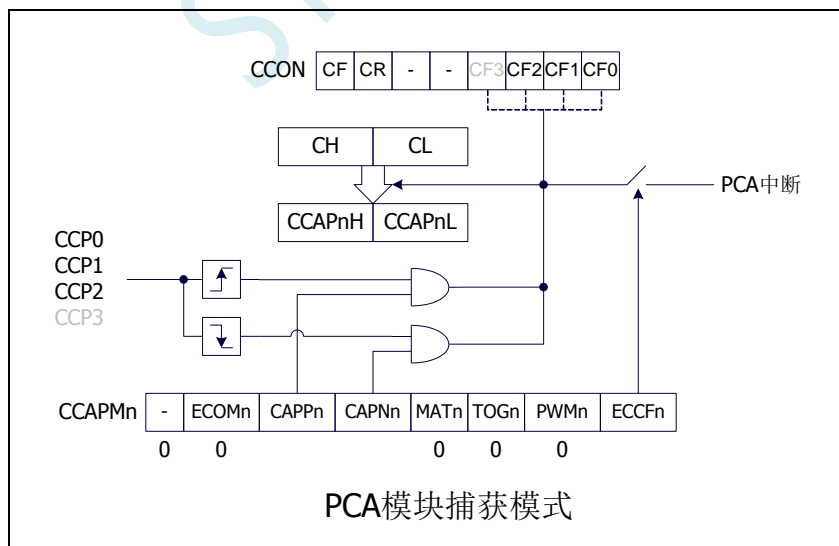 CCON CF CR - - CF3 CF2 CF1 CF0
CH CL
PCA中断
CCAPnH CCAPnL
CCP0
CCP1
CCP2
CCP3
CCAPMn - ECOMn CAPPn CAPNn MATn TOGn PWMn ECCFn
0 0 0 0 0
PCA模块捕获模式